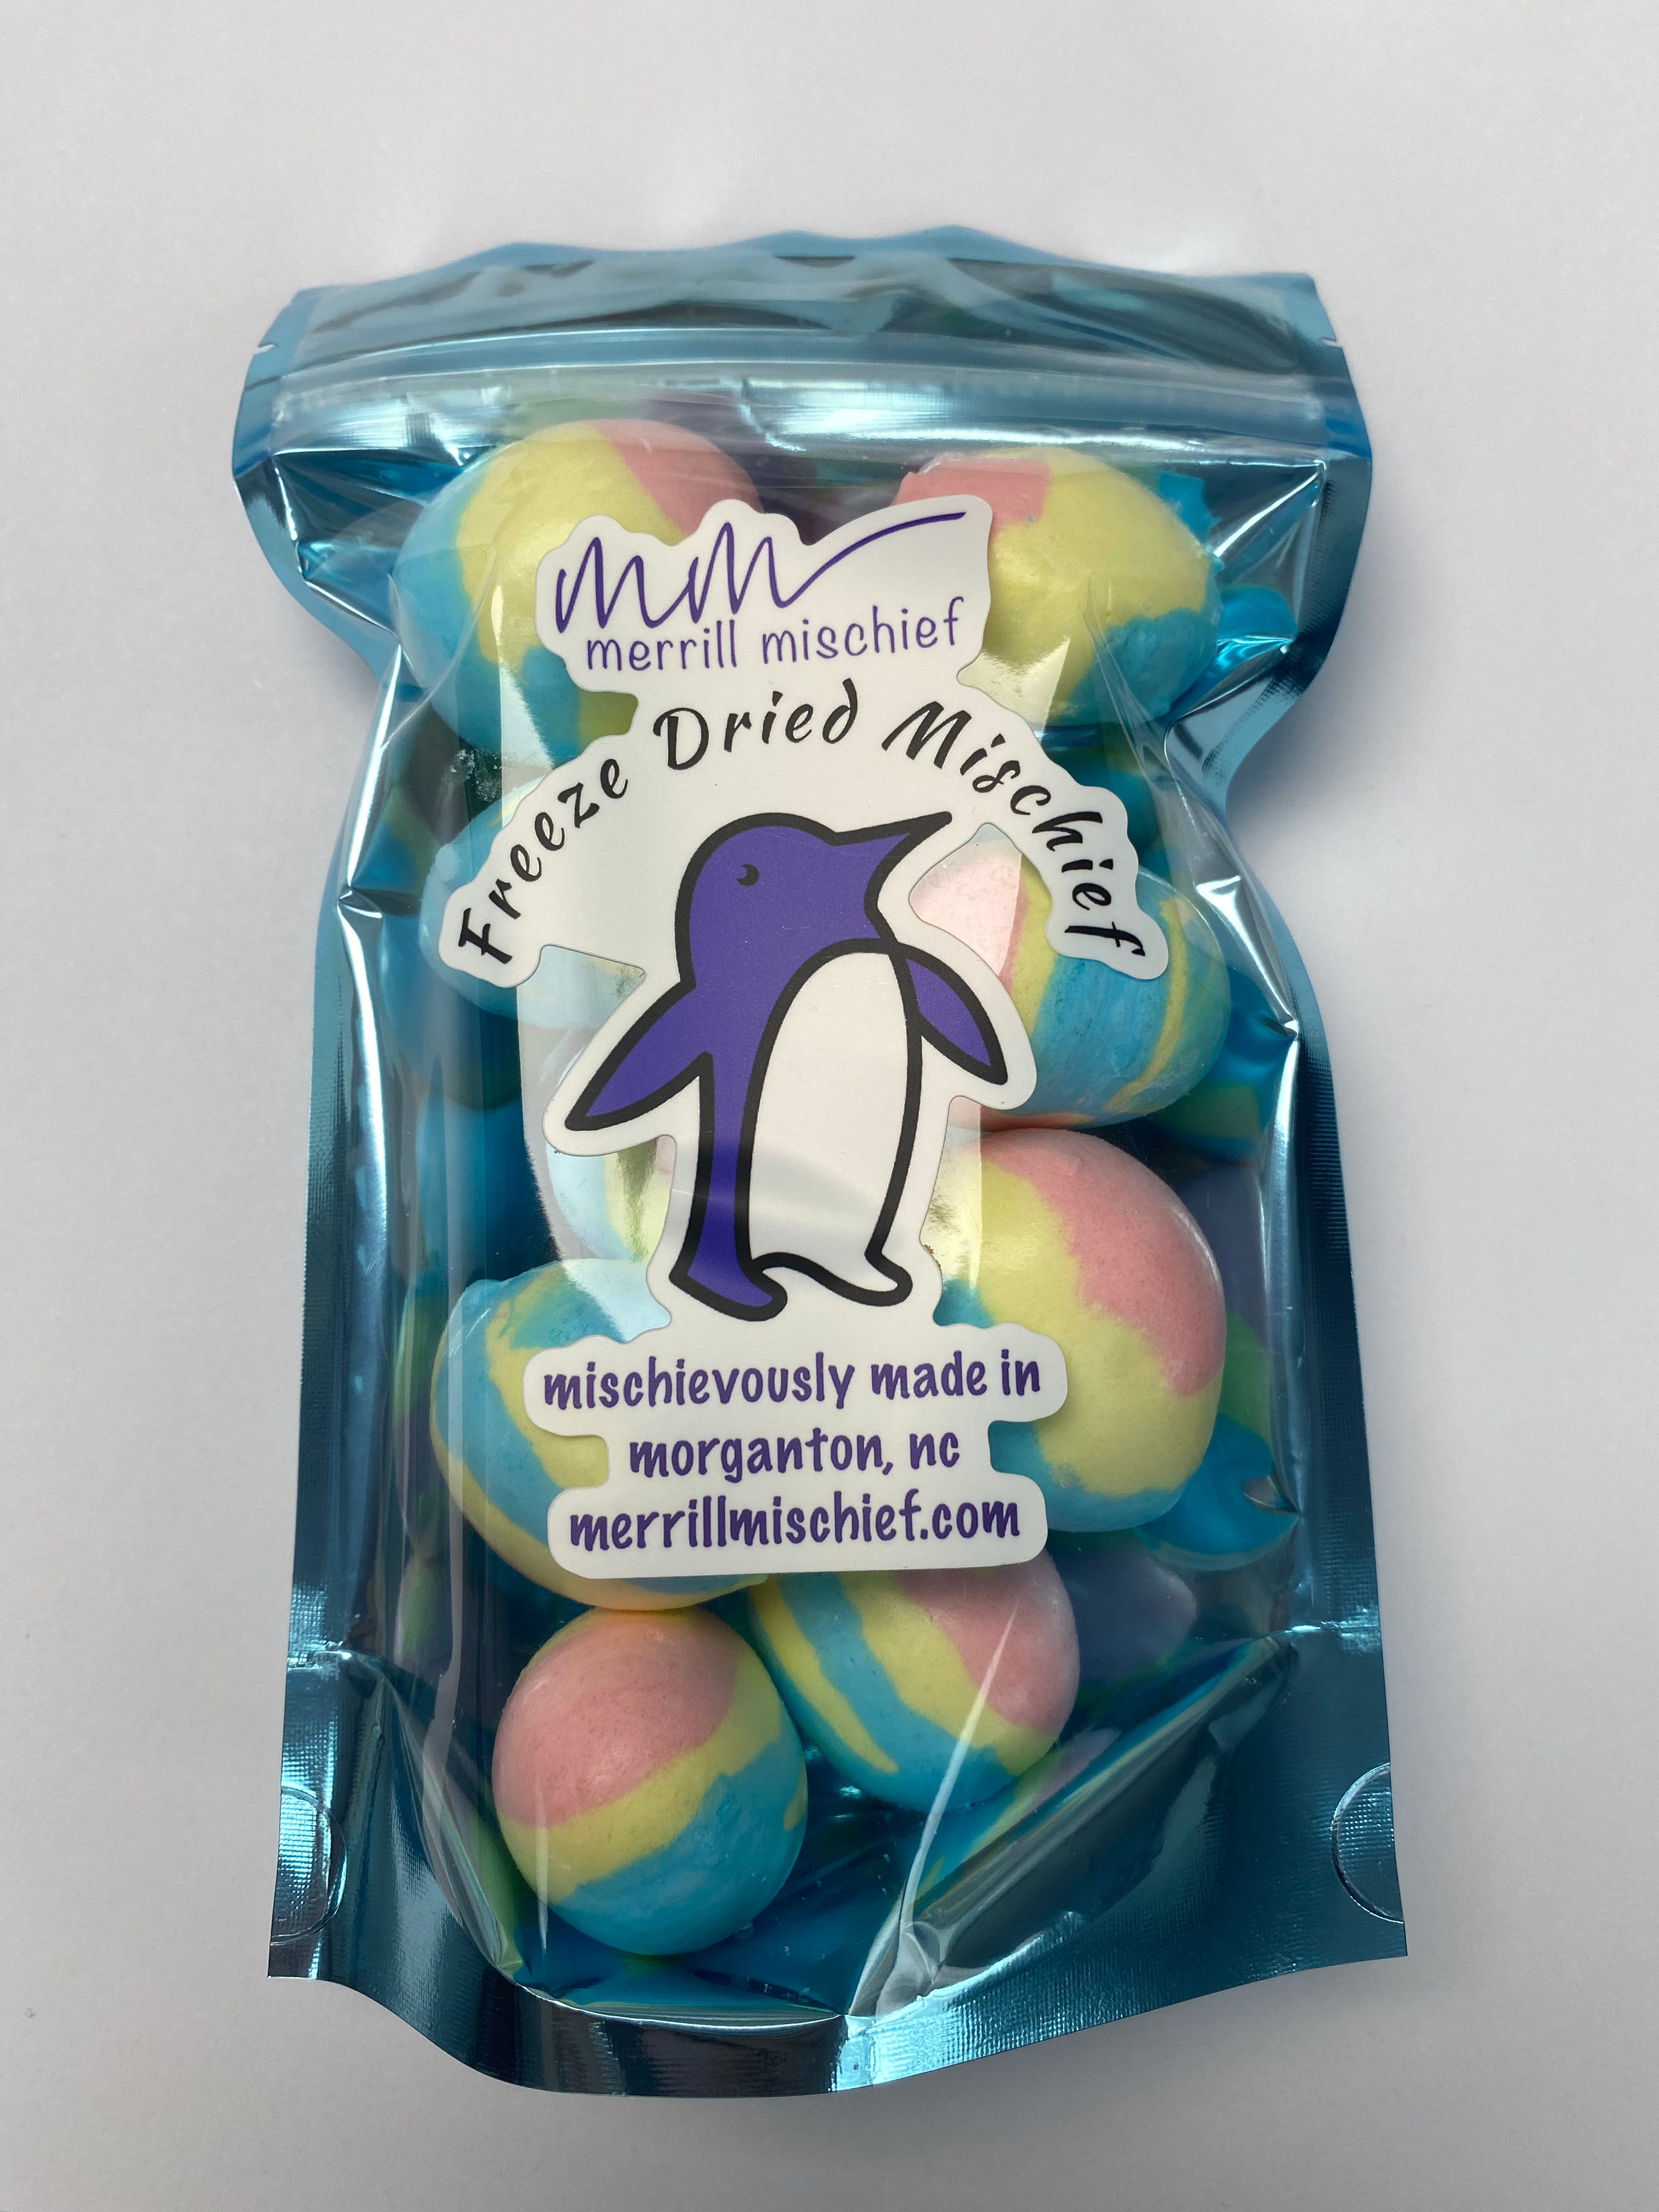 mm
merrill mischief
Freeze Dried Mischief
mischievously made in
morganton, nc
merrillmischief.com